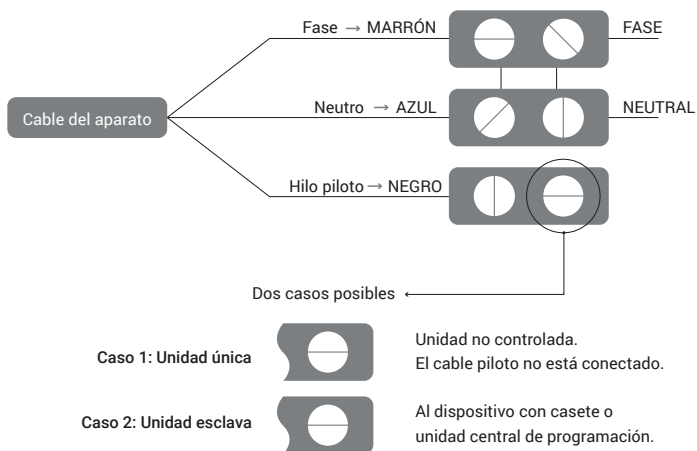 Fase → MARRÓN
FASE
Neutro → AZUL
NEUTRAL
Cable del aparato
Hilo piloto → NEGRO
Dos casos posibles ←
Caso 1: Unidad única
Unidad no controlada.
El cable piloto no está conectado.
Caso 2: Unidad esclava
Al dispositivo con casete o
unidad central de programación.